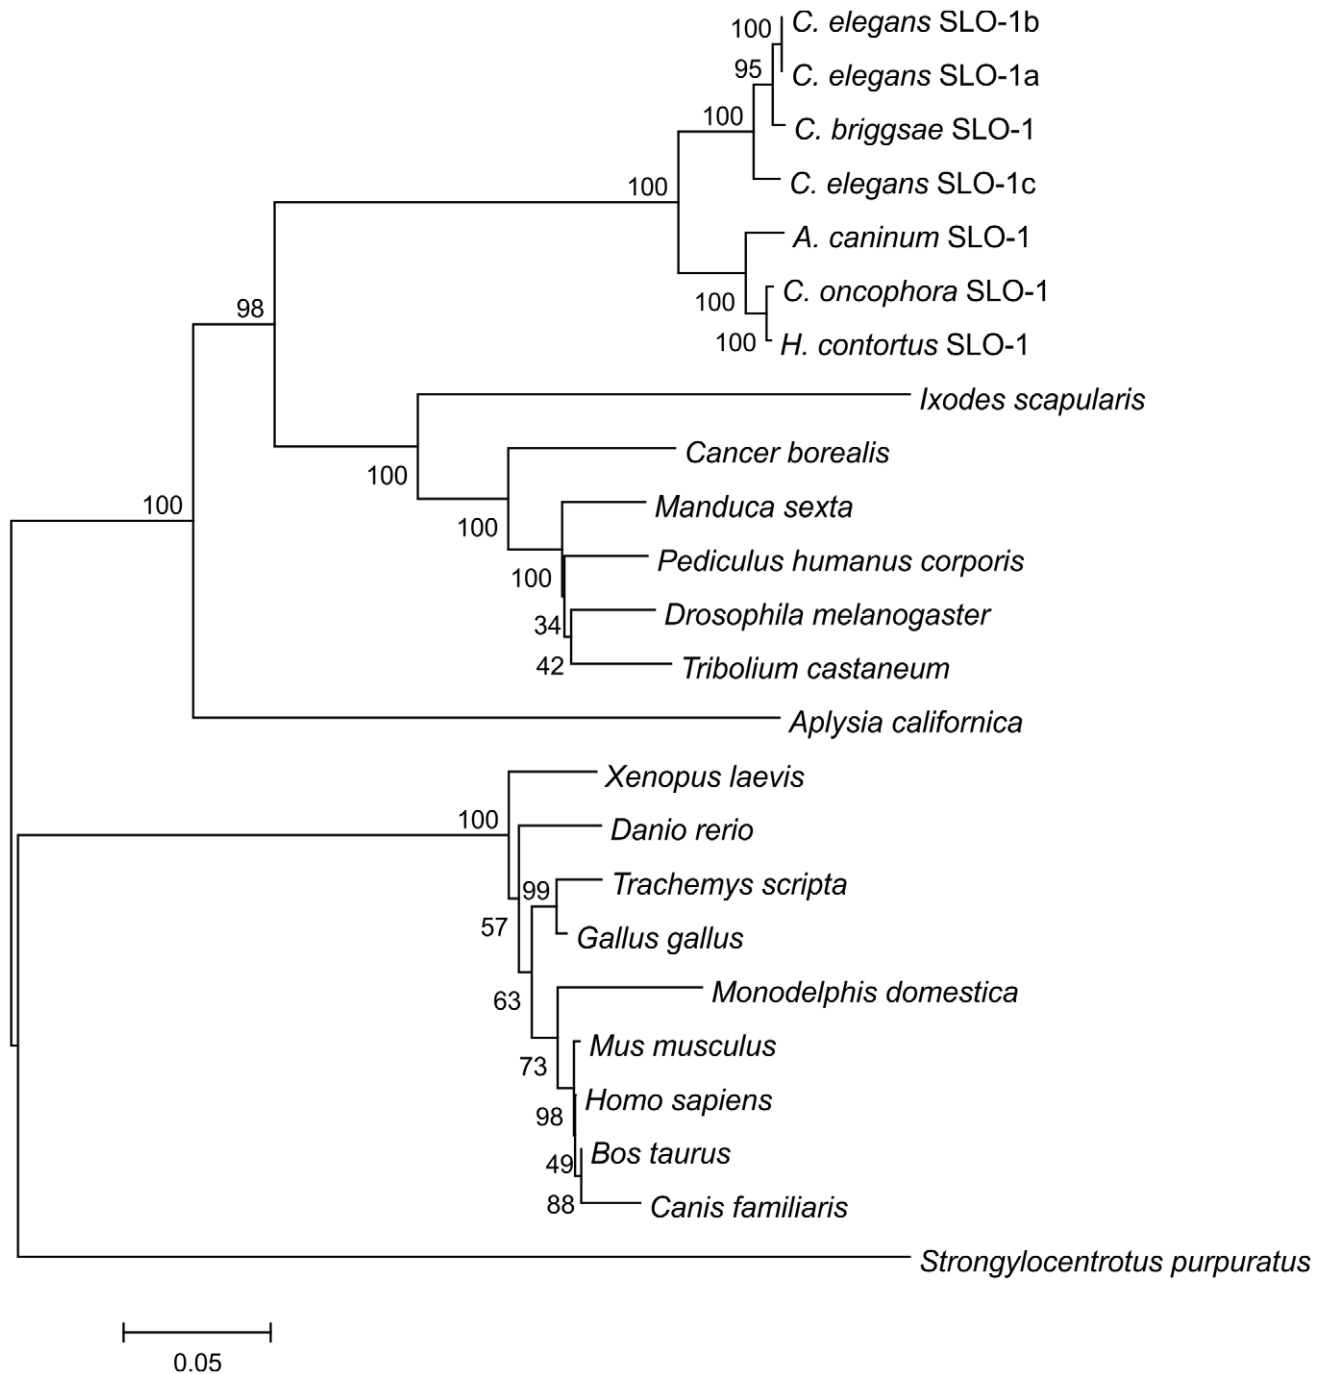 100 C. elegans SLO-1b
95 C. elegans SLO-1a
100 C. briggsae SLO-1
100 C. elegans SLO-1c
A. caninum SLO-1
100 C. oncophora SLO-1
98
100 H. contortus SLO-1
Ixodes scapularis
100 Cancer borealis
100 100 Manduca sexta
100 Pediculus humanus corporis
34 Drosophila melanogaster
42 Tribolium castaneum
Aplysia californica
Xenopus laevis
100 Danio rerio
99 Trachemys scripta
57 Gallus gallus
63 Monodelphis domestica
73 Mus musculus
98 Homo sapiens
49 Bos taurus
88 Canis familiaris
Strongylocentrotus purpuratus
0.05